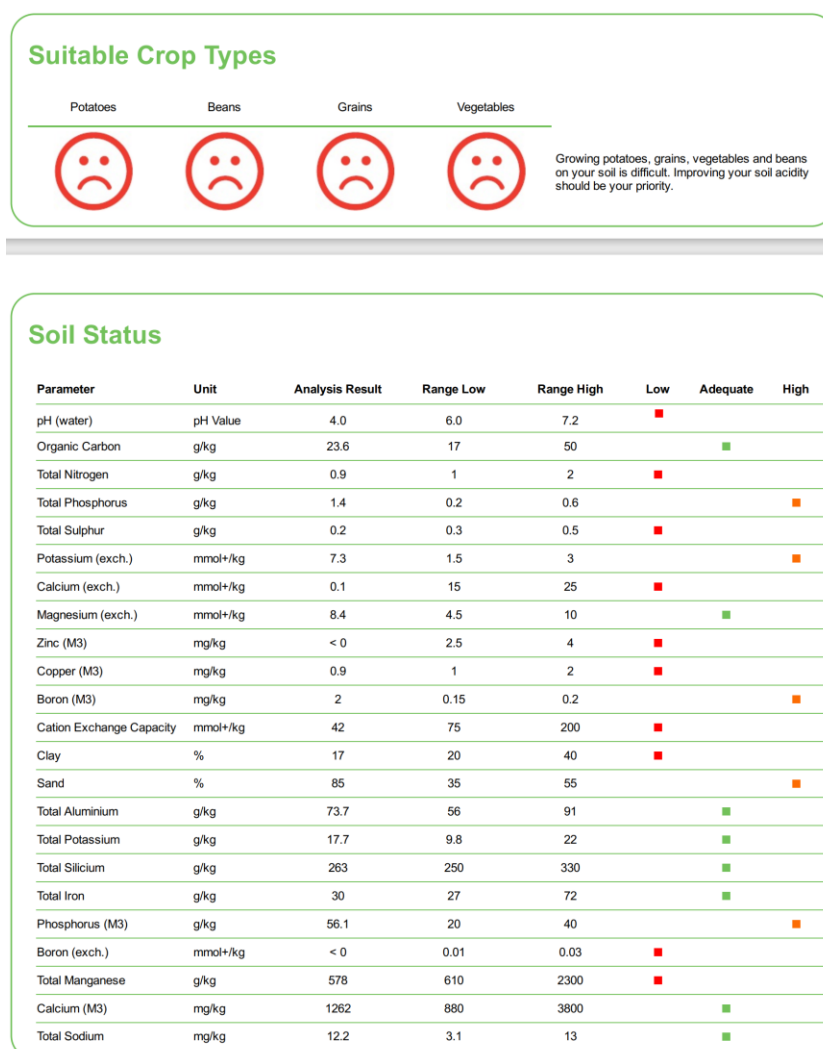 Suitable Crop Types
Potatoes Beans Grains Vegetables
Growing potatoes, grains, vegetables and beans
on your soil is difficult. Improving your soil acidity
should be your priority.
Soil Status
Parameter Unit Analysis Result Range Low Range High Low Adequate High
pH (water) pH Value 4.0 6.0 7.2
Organic Carbon g/kg 23.6 17 50
Total Nitrogen g/kg 0.9 1 2
Total Phosphorus g/kg 1.4 0.2 0.6
Total Sulphur g/kg 0.2 0.3 0.5
Potassium (exch.) mmol+/kg 7.3 1.5 3
Calcium (exch.) mmol+/kg 0.1 15 25
Magnesium (exch.) mmol+/kg 8.4 4.5 10
Zinc (M3) mg/kg < 0 2.5 4
Copper (M3) mg/kg 0.9 1 2
Boron (M3) mg/kg 2 0.15 0.2
Cation Exchange Capacity mmol+/kg 42 75 200
Clay % 17 20 40
Sand % 85 35 55
Total Aluminium g/kg 73.7 56 91
Total Potassium g/kg 17.7 9.8 22
Total Silicium g/kg 263 250 330
Total Iron g/kg 30 27 72
Phosphorus (M3) g/kg 56.1 20 40
Boron (exch.) mmol+/kg < 0 0.01 0.03
Total Manganese g/kg 578 610 2300
Calcium (M3) mg/kg 1262 880 3800
Total Sodium mg/kg 12.2 3.1 13